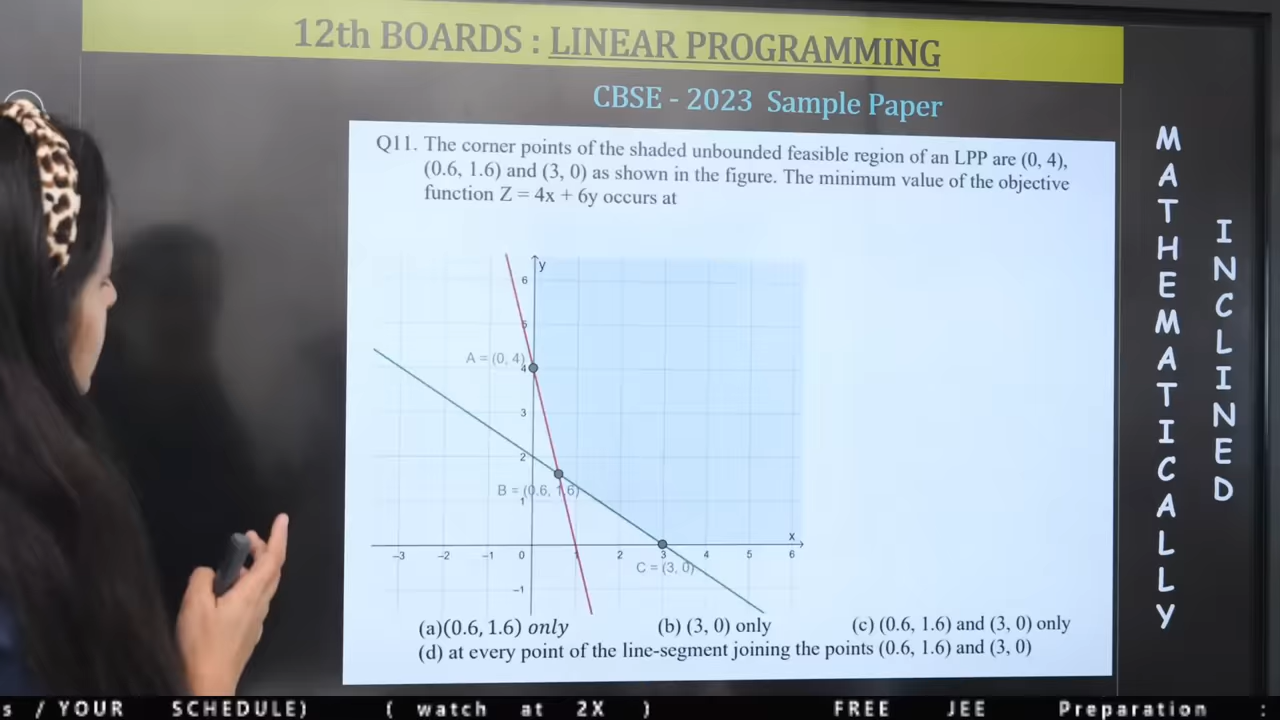 12th BOARDS : LINEAR PROGRAMMING
CBSE - 2023 Sample Paper
Q11. The corner points of the shaded unbounded feasible region of an LPP are (0, 4),
(0.6, 1.6) and (3, 0) as shown in the figure. The minimum value of the objective
function Z = 4x + 6y occurs at
y
6
5
A = (0, 4)
4
3
2
B = (0.6, 1.6)
1
x
-3 -2 -1 0 1 2 3 4 5 6
C = (3, 0)
-1
(a)(0.6, 1.6) only (b) (3, 0) only (c) (0.6, 1.6) and (3, 0) only
(d) at every point of the line-segment joining the points (0.6, 1.6) and (3, 0)
MATHEMATICALLY
INCLINED
s / YOUR SCHEDULE) ( watch at 2X ) FREE JEE Preparation :